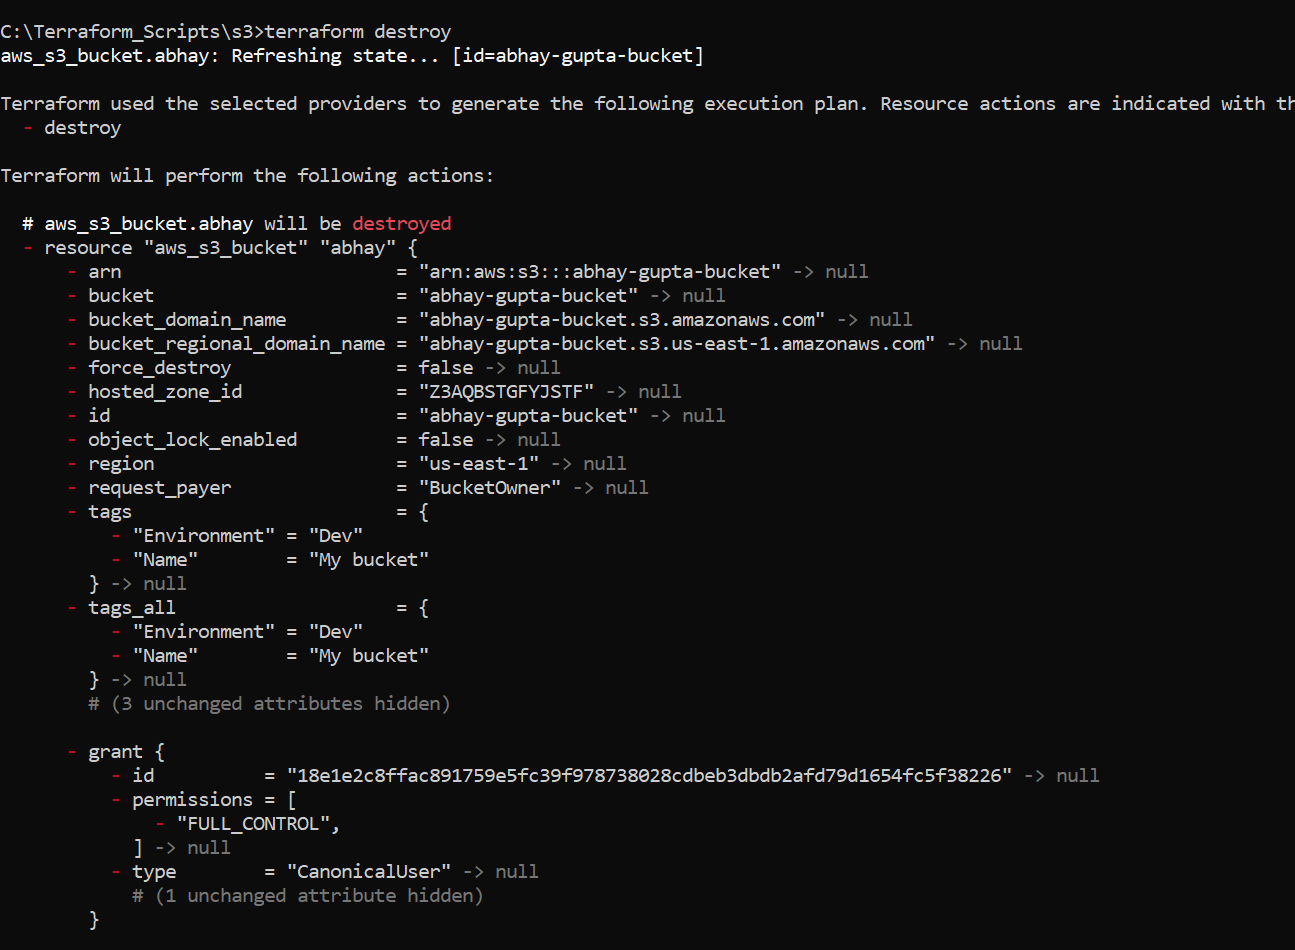 C:\Terraform_Scripts\s3>terraform destroy
aws_s3_bucket.abhay: Refreshing state... [id=abhay-gupta-bucket]
Terraform used the selected providers to generate the following execution plan. Resource actions are indicated with th
- destroy
Terraform will perform the following actions:
# aws_s3_bucket.abhay will be destroyed
- resource "aws_s3_bucket" "abhay" {
- arn = "arn:aws:s3:::abhay-gupta-bucket" -> null
- bucket = "abhay-gupta-bucket" -> null
- bucket_domain_name = "abhay-gupta-bucket.s3.amazonaws.com" -> null
- bucket_regional_domain_name = "abhay-gupta-bucket.s3.us-east-1.amazonaws.com" -> null
- force_destroy = false -> null
- hosted_zone_id = "Z3AQBSTGFYJSTF" -> null
- id = "abhay-gupta-bucket" -> null
- object_lock_enabled = false -> null
- region = "us-east-1" -> null
- request_payer = "BucketOwner" -> null
- tags = {
- "Environment" = "Dev"
- "Name" = "My bucket"
} -> null
- tags_all = {
- "Environment" = "Dev"
- "Name" = "My bucket"
} -> null
# (3 unchanged attributes hidden)
- grant {
- id = "18e1e2c8ffac891759e5fc39f978738028cdbeb3dbdb2afd79d1654fc5f38226" -> null
- permissions = [
- "FULL_CONTROL",
] -> null
- type = "CanonicalUser" -> null
# (1 unchanged attribute hidden)
}